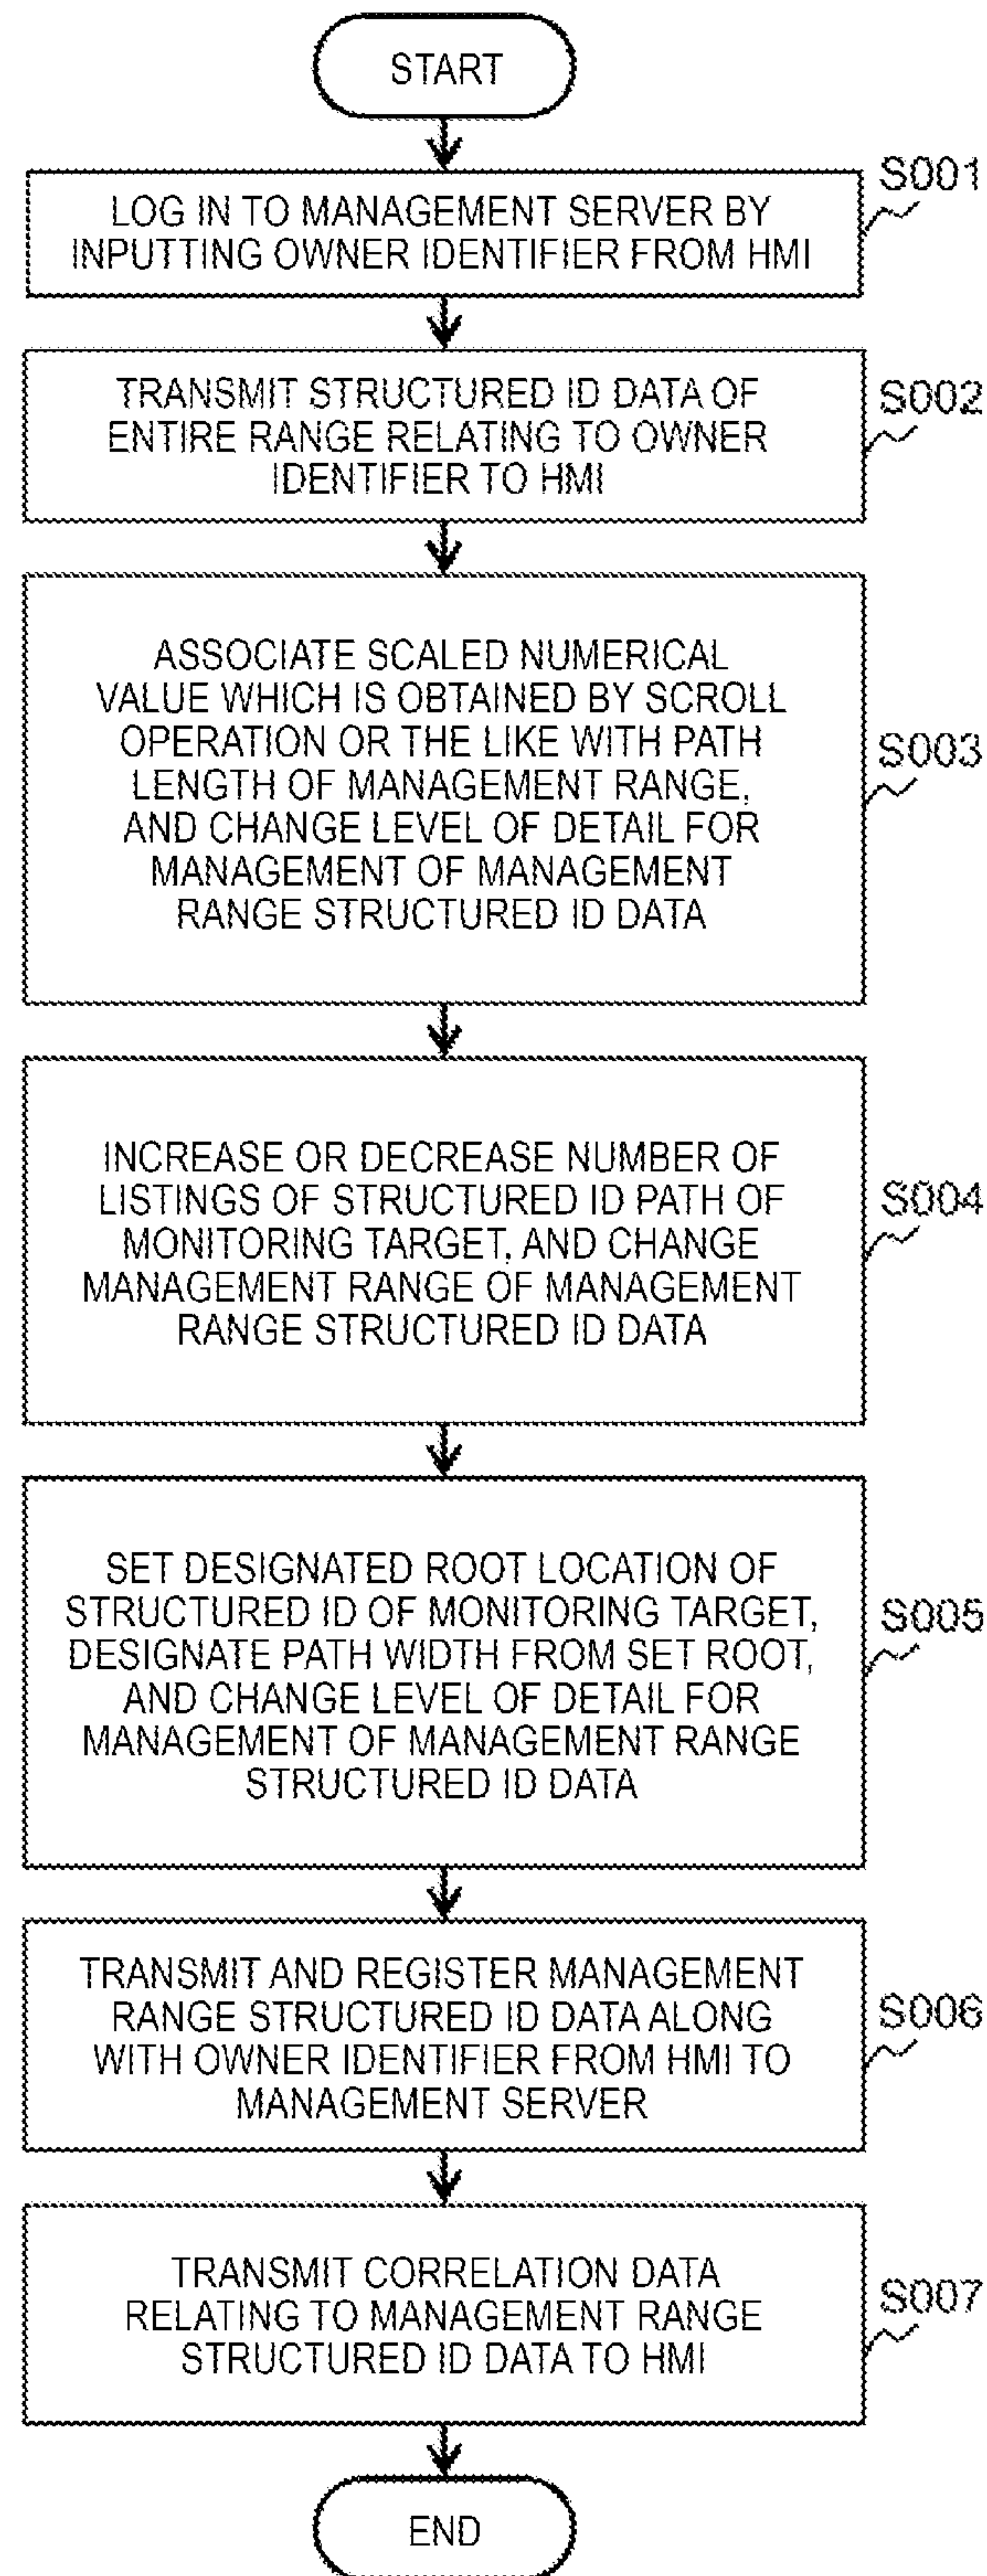 START
S001
LOG IN TO MANAGEMENT SERVER BY
INPUTTING OWNER IDENTIFIER FROM HMI
S002
TRANSMIT STRUCTURED ID DATA OF
ENTIRE RANGE RELATING TO OWNER
IDENTIFIER TO HMI
S003
ASSOCIATE SCALED NUMERICAL
VALUE WHICH IS OBTAINED BY SCROLL
OPERATION OR THE LIKE WITH PATH
LENGTH OF MANAGEMENT RANGE,
AND CHANGE LEVEL OF DETAIL FOR
MANAGEMENT OF MANAGEMENT
RANGE STRUCTURED ID DATA
S004
INCREASE OR DECREASE NUMBER OF
LISTINGS OF STRUCTURED ID PATH OF
MONITORING TARGET, AND CHANGE
MANAGEMENT RANGE OF MANAGEMENT
RANGE STRUCTURED ID DATA
S005
SET DESIGNATED ROOT LOCATION OF
STRUCTURED ID OF MONITORING TARGET,
DESIGNATE PATH WIDTH FROM SET ROOT,
AND CHANGE LEVEL OF DETAIL FOR
MANAGEMENT OF MANAGEMENT RANGE
STRUCTURED ID DATA
S006
TRANSMIT AND REGISTER MANAGEMENT
RANGE STRUCTURED ID DATA ALONG
WITH OWNER IDENTIFIER FROM HMI TO
MANAGEMENT SERVER
S007
TRANSMIT CORRELATION DATA
RELATING TO MANAGEMENT RANGE
STRUCTURED ID DATA TO HMI
END